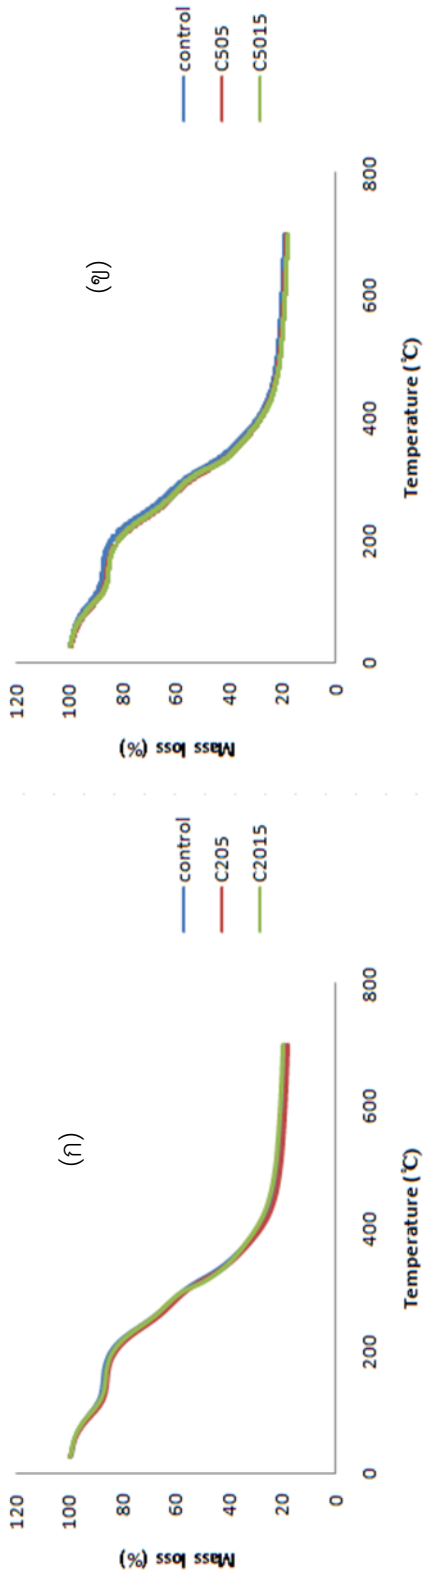 (ก)
120
100
80
60
40
20
0
Mass loss (%)
0
200
400
600
800
Temperature (℃)
control
C205
C2015
(ข)
120
100
80
60
40
20
0
Mass loss (%)
0
200
400
600
800
Temperature (℃)
control
C505
C5015